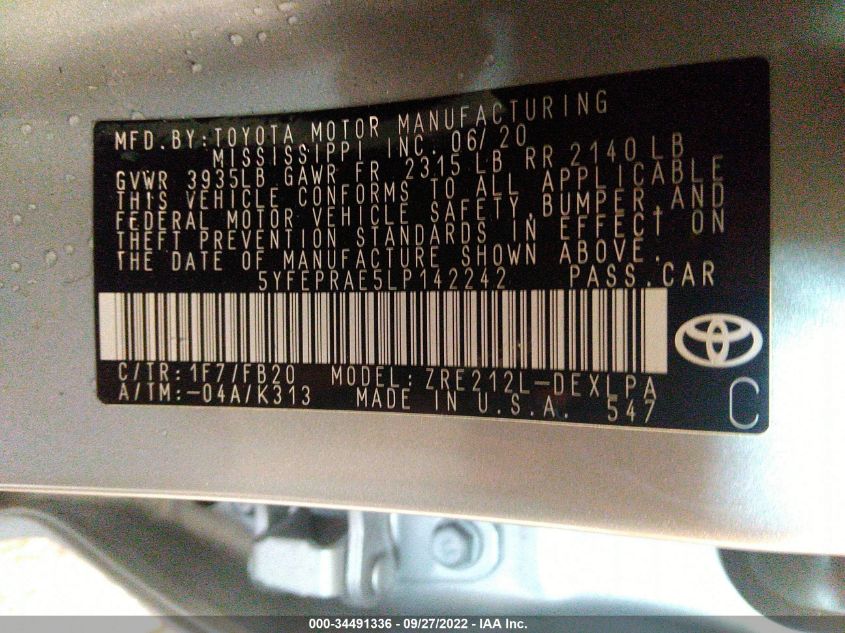 MFD.BY:TOYOTA MOTOR MANUFACTURING
MISSISSIPPI INC. 06/20
GVWR 3935LB GAWR FR 2315 LB RR 2140 LB
THIS VEHICLE CONFORMS TO ALL APPLICABLE
FEDERAL MOTOR VEHICLE SAFETY,BUMPER,AND
THEFT PREVENTION STANDARDS IN EFFECT ON
THE DATE OF MANUFACTURE SHOWN ABOVE.
5YFEPRAE5LP142242 PASS.CAR
C/TR:1F7/FB20 MODEL:ZRE212L-DEXLPA
A/TM:-04A/K313 MADE IN U.S.A. 547
C
000-34491336 - 09/27/2022 - IAA Inc.